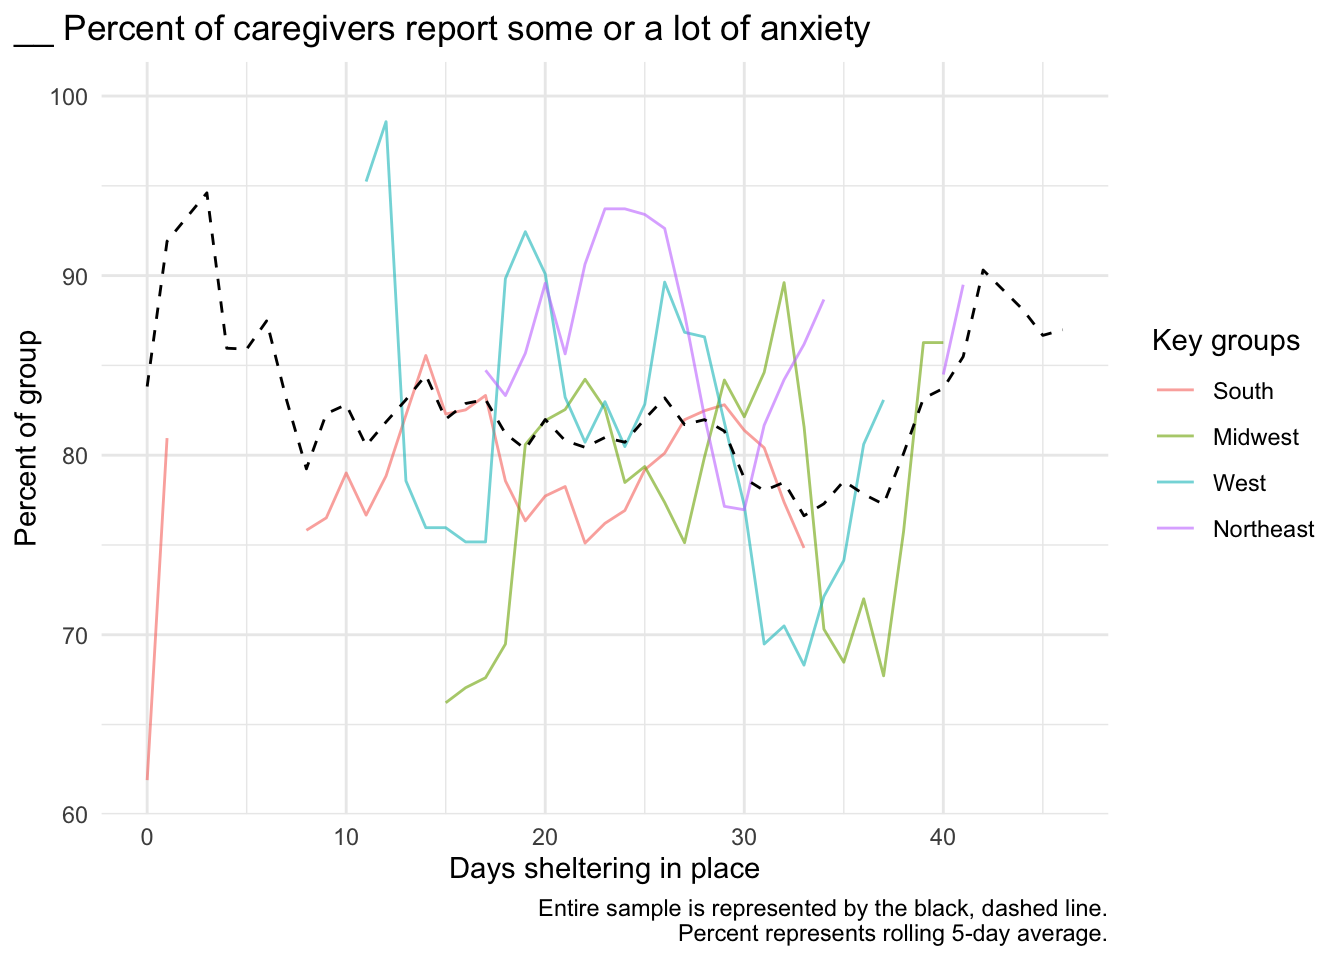 __ Percent of caregivers report some or a lot of anxiety
100
90
80
70
60
Percent of group
0 10 20 30 40
Days sheltering in place
Key groups
South
Midwest
West
Northeast
Entire sample is represented by the black, dashed line.
Percent represents rolling 5-day average.